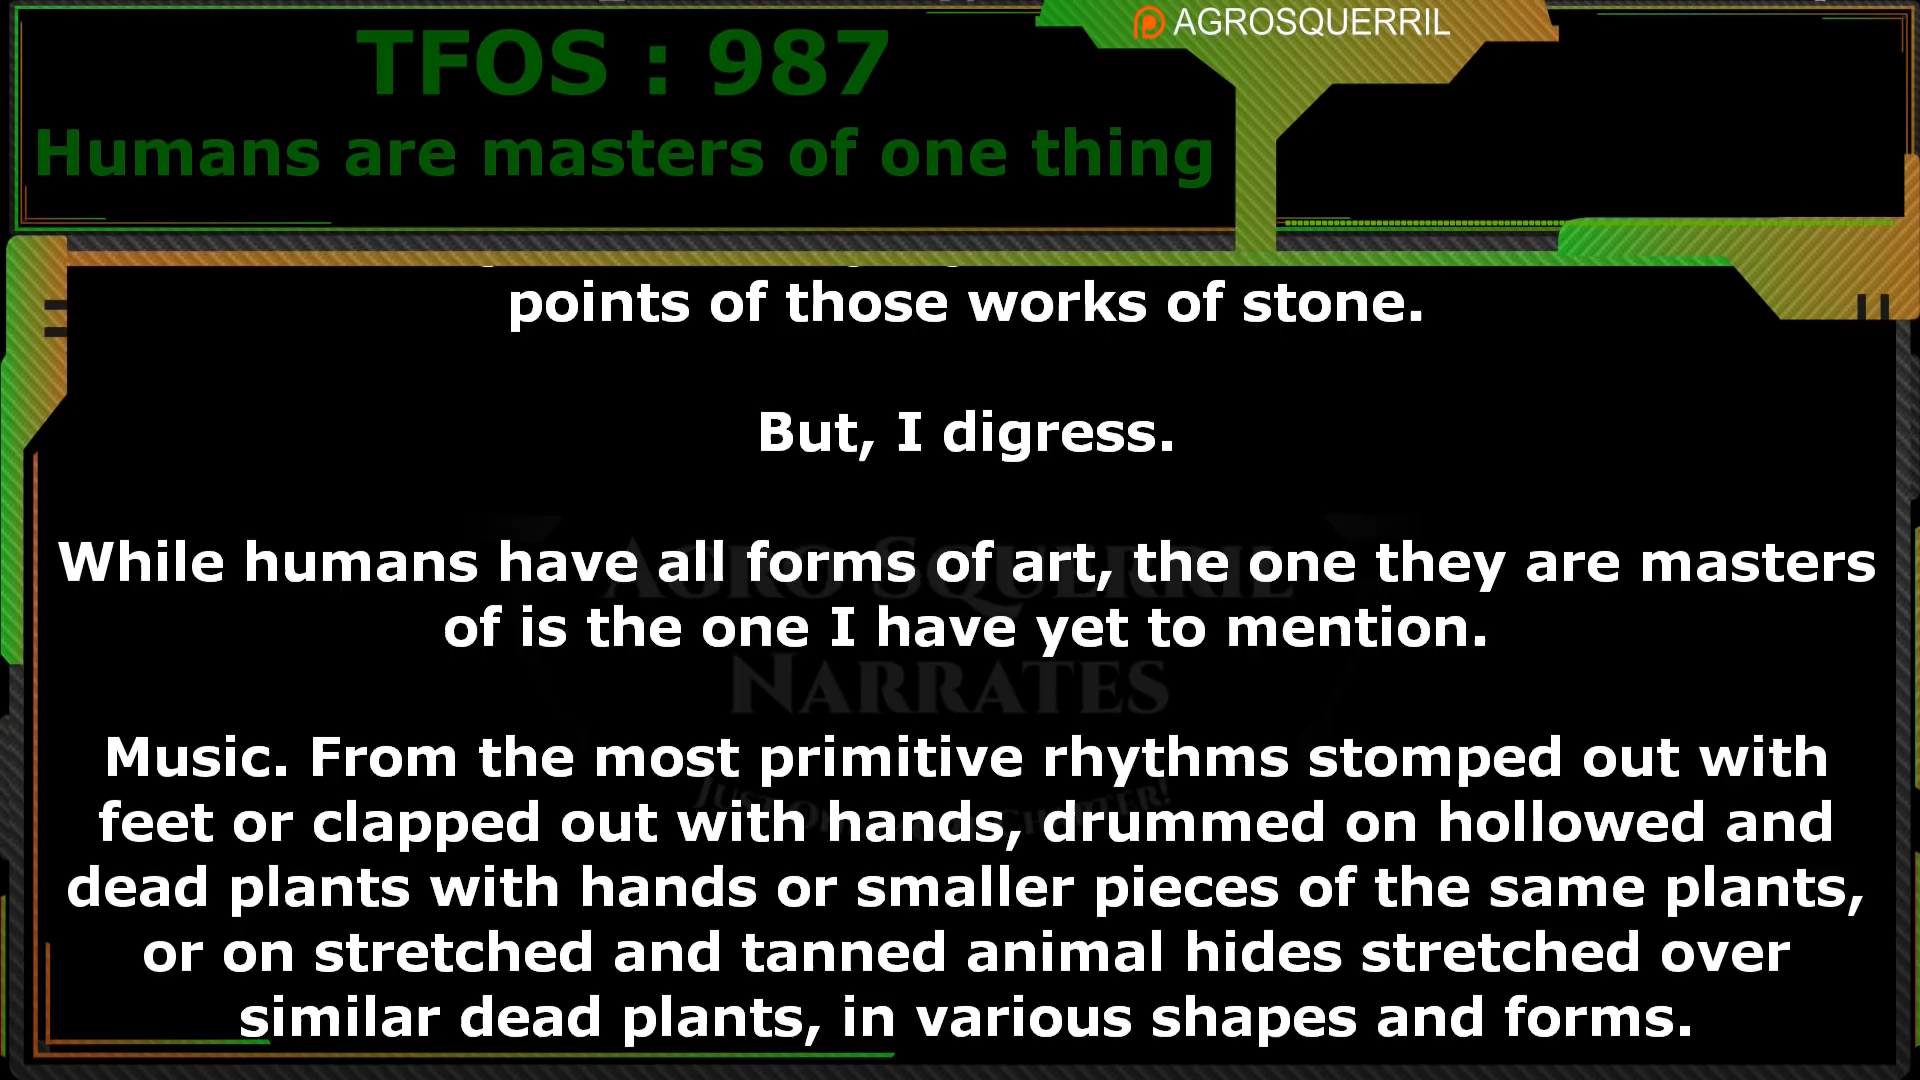 AGROSQUERRIL
TFOS : 987
Humans are masters of one thing
points of those works of stone.
But, I digress.
While humans have all forms of art, the one they are masters
of is the one I have yet to mention.
Music. From the most primitive rhythms stomped out with
feet or clapped out with hands, drummed on hollowed and
dead plants with hands or smaller pieces of the same plants,
or on stretched and tanned animal hides stretched over
similar dead plants, in various shapes and forms.
AGRO SQUERRIL
NARRATES